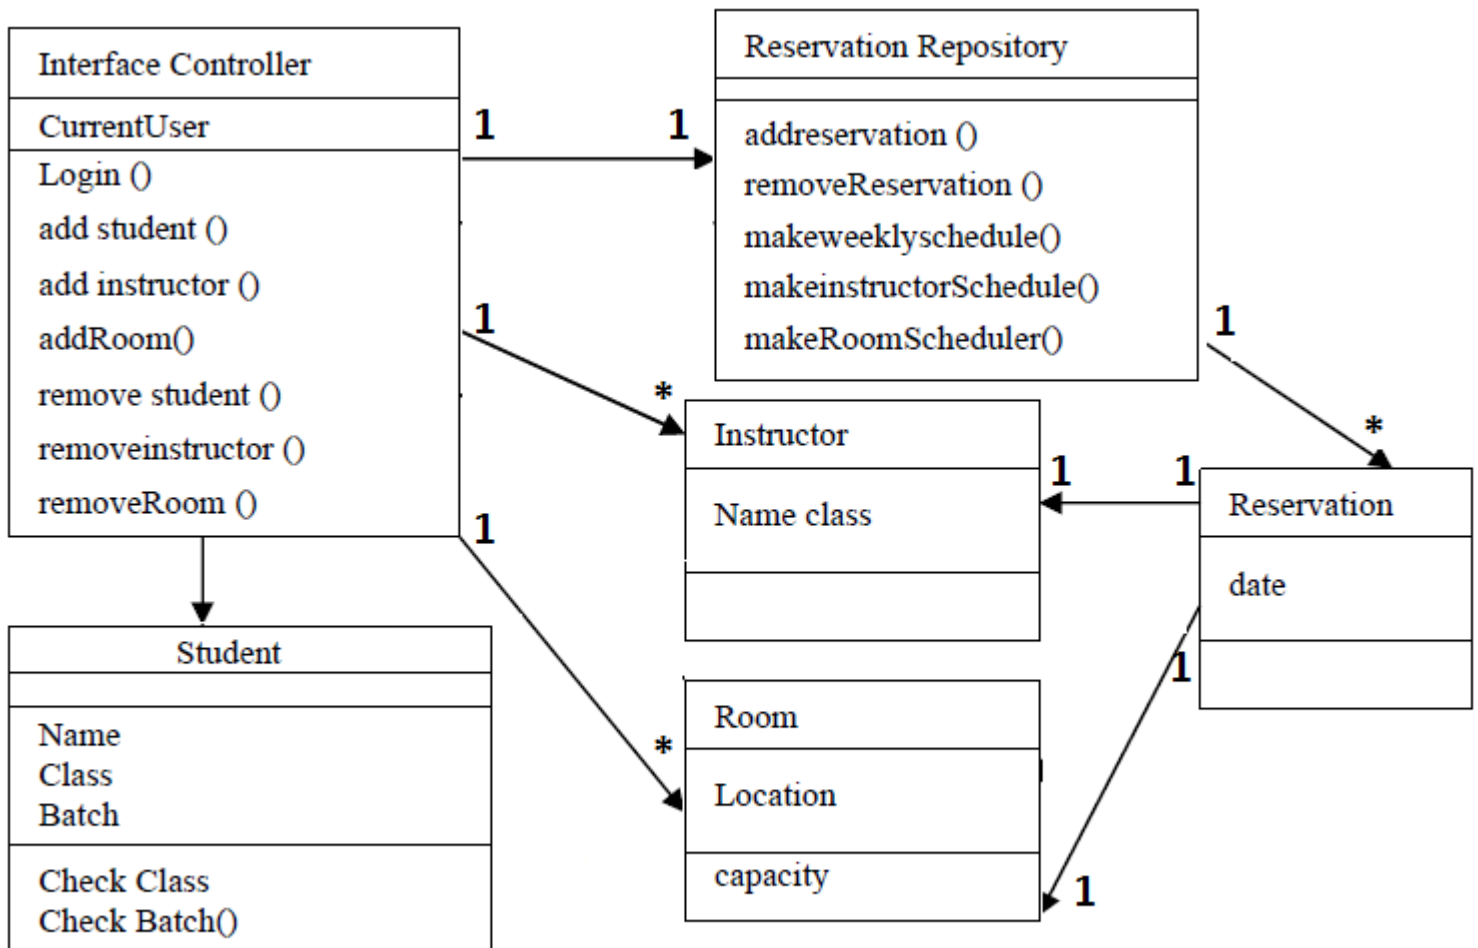 Interface Controller
CurrentUser
Login ()
add student ()
add instructor ()
addRoom()
remove student ()
removeinstructor ()
removeRoom ()
1
1
Reservation Repository
addreservation ()
removeReservation ()
makeweeklyschedule()
makeinstructorSchedule()
makeRoomScheduler()
1
*
1
*
Instructor
Name class
1
1
Reservation
date
1
*
Room
Location
capacity
1
1
Student
Name
Class
Batch
Check Class
Check Batch()